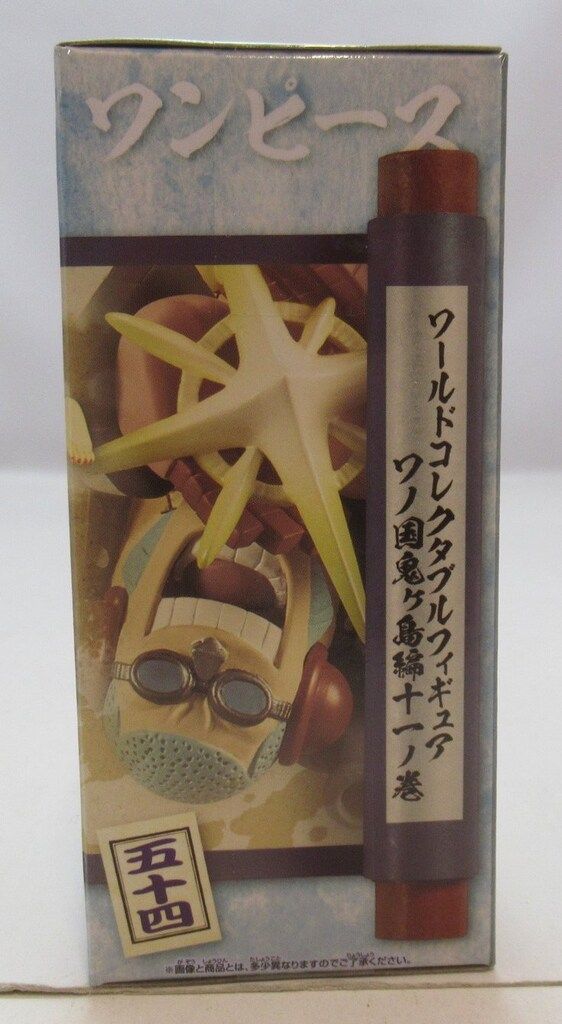 ワンピース
ワールドコレクタブルフィギュア
ワノ国鬼ヶ島編十一ノ巻
五十四
※画像と商品とは、多少異なりますのでご了承ください。